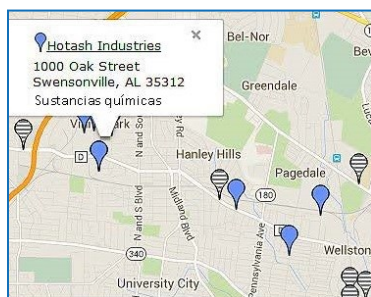 Hotash Industries
1000 Oak Street
Swensonville, AL 35312
Sustancias químicas
Bel-Nor
Greendale
Hanley Hills
Pagedale
D
180
N and S Blvd
Midland Blvd
Pennsylvania Ave
Wellston
340
University City